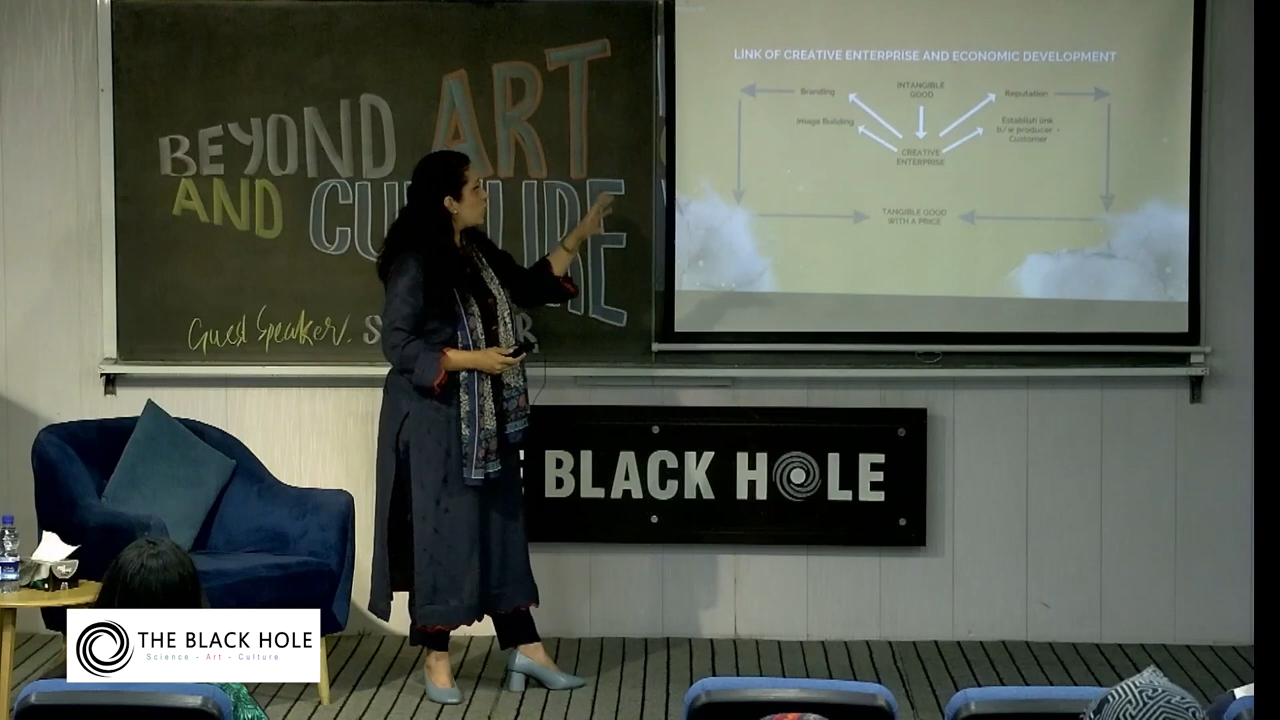 BEYOND ART
AND CULTURE
Guest Speaker.
LINK OF CREATIVE ENTERPRISE AND ECONOMIC DEVELOPMENT
Branding
INTANGIBLE
GOOD
Reputation
Image Building
Establish link
b/w producer -
Customer
CREATIVE
ENTERPRISE
TANGIBLE GOOD
WITH A PRICE
BLACK HOLE
THE BLACK HOLE
Science - Art - Culture